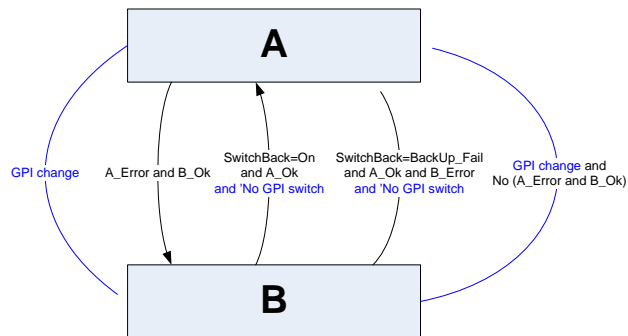 A
GPI change
A_Error and B_Ok
SwitchBack=On
and A_Ok
and 'No GPI switch
SwitchBack=BackUp_Fail
and A_Ok and B_Error
and 'No GPI switch
GPI change and
No (A_Error and B_Ok)
B